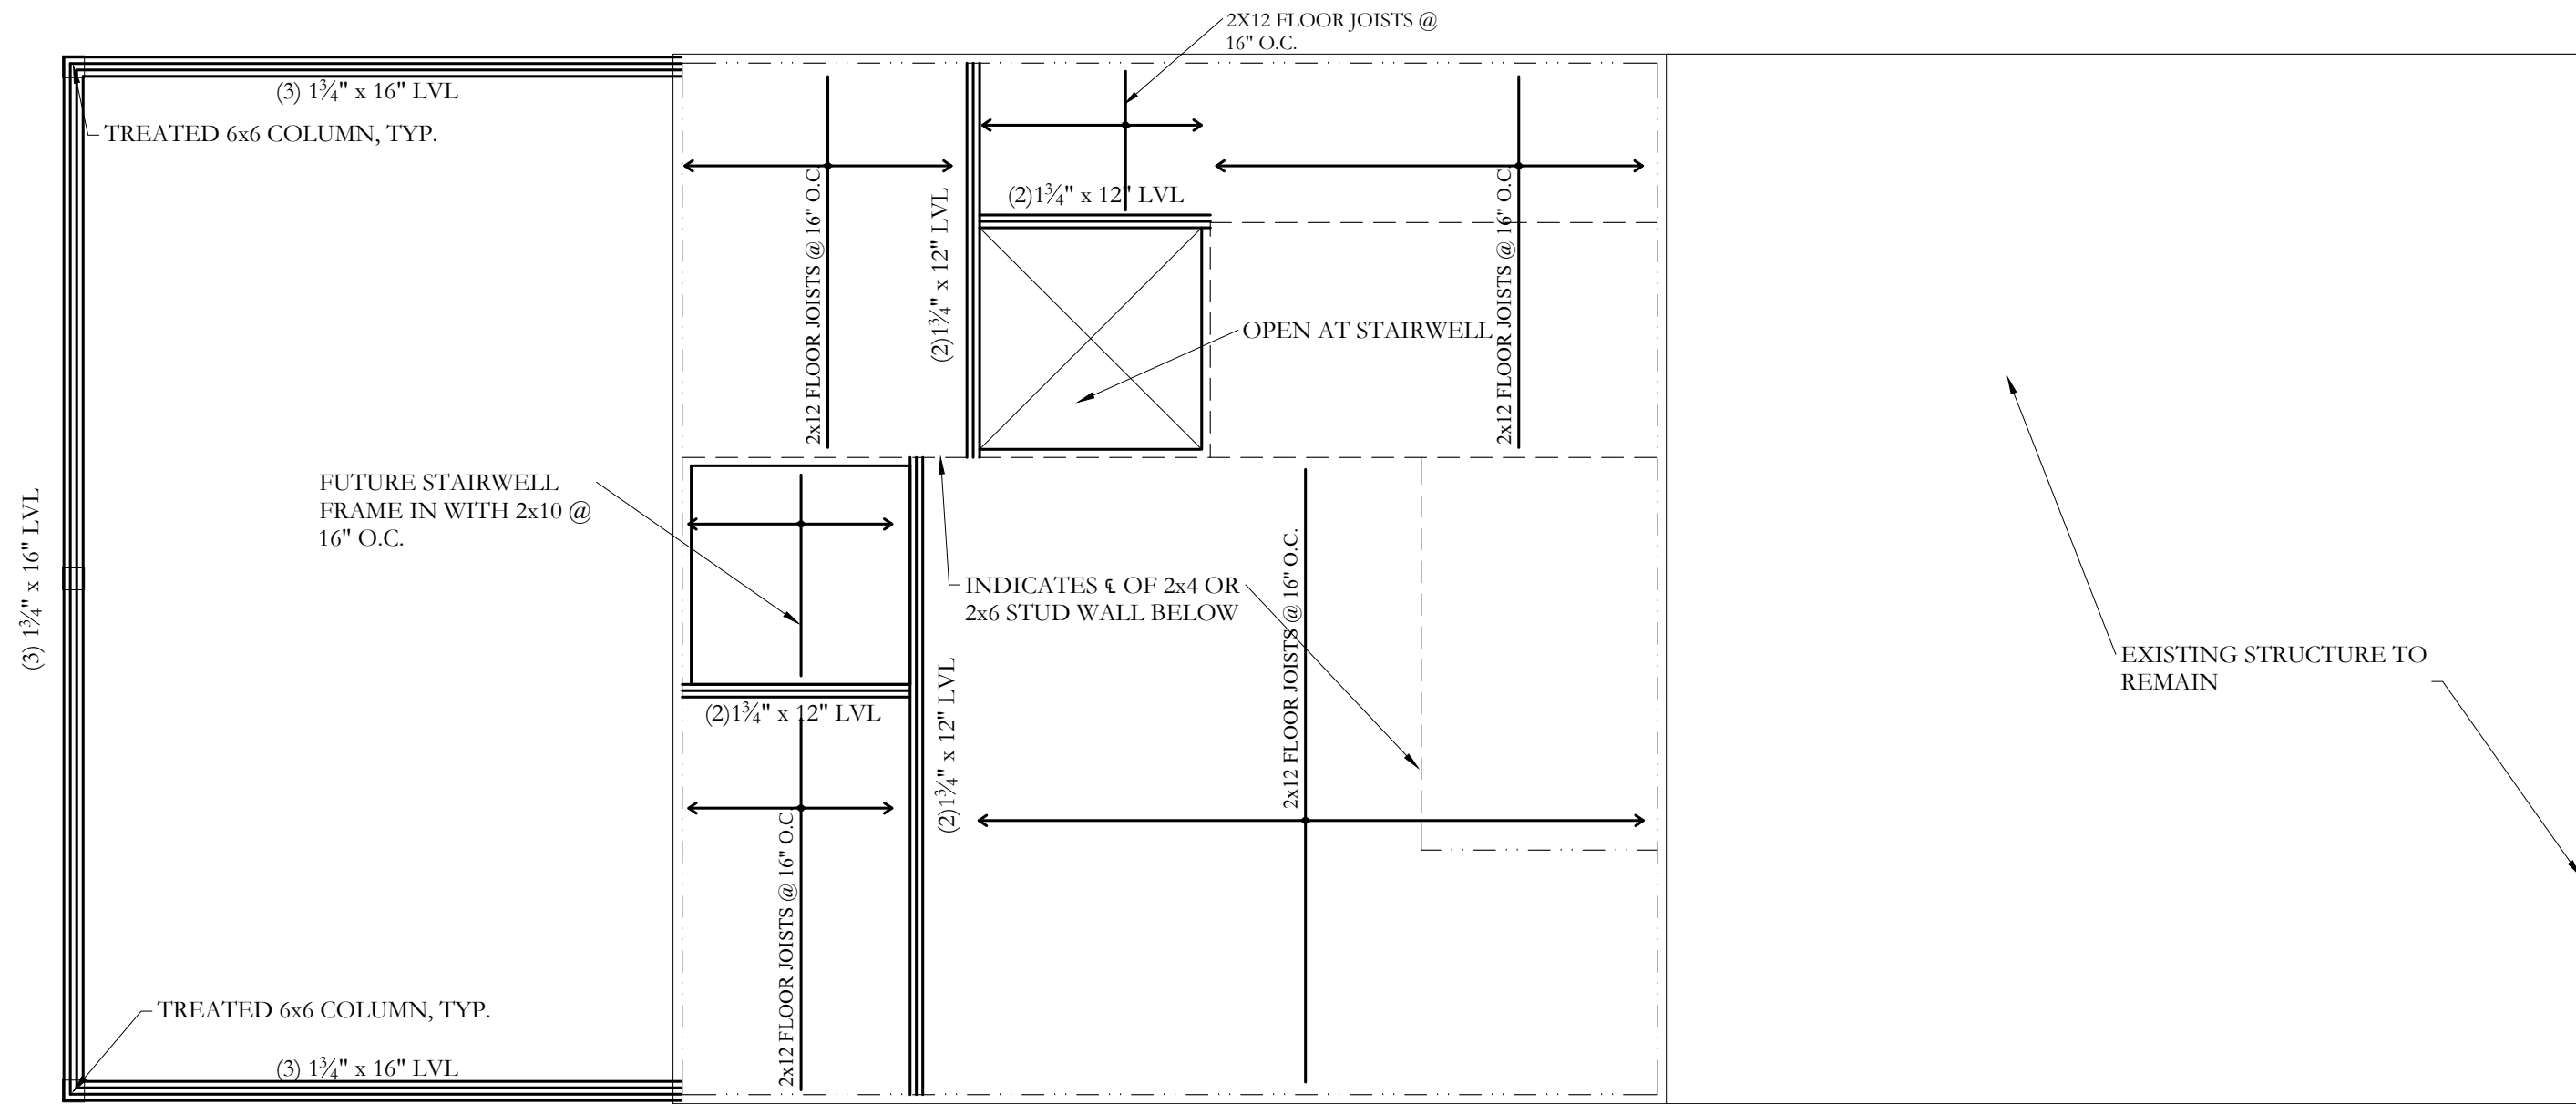 2X12 FLOOR JOISTS @
16" O.C.
(3) 1¾" x 16" LVL
TREATED 6x6 COLUMN, TYP.
2x12 FLOOR JOISTS @ 16" O.C.
(2)1¾" x 12" LVL
(2)1¾" x 12" LVL
2x12 FLOOR JOISTS @ 16" O.C.
OPEN AT STAIRWELL
FUTURE STAIRWELL
FRAME IN WITH 2x10 @
16" O.C.
(3) 1¾" x 16" LVL
INDICATES ℄ OF 2x4 OR
2x6 STUD WALL BELOW
2x12 FLOOR JOISTS @ 16" O.C.
EXISTING STRUCTURE TO
REMAIN
(2)1¾" x 12" LVL
(2)1¾" x 12" LVL
2x12 FLOOR JOISTS @ 16" O.C.
TREATED 6x6 COLUMN, TYP.
(3) 1¾" x 16" LVL